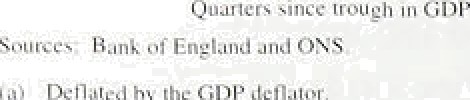 Quarters since trough in GDP
Sources: Bank of England and ONS
(a) Deflated by the GDP deflator.